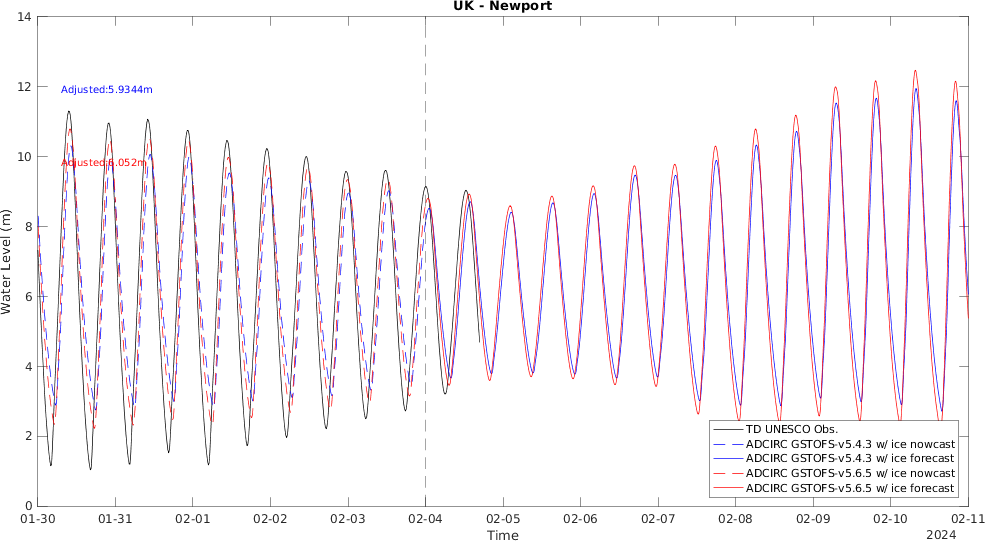 UK - Newport
14
12
10
8
6
4
2
0
Water Level (m)
Adjusted:5.9344m
Adjusted:6.052m
TD UNESCO Obs.
ADCIRC GSTOFS-v5.4.3 w/ ice nowcast
ADCIRC GSTOFS-v5.4.3 w/ ice forecast
ADCIRC GSTOFS-v5.6.5 w/ ice nowcast
ADCIRC GSTOFS-v5.6.5 w/ ice forecast
01-30 01-31 02-01 02-02 02-03 02-04 02-05 02-06 02-07 02-08 02-09 02-10 02-11
Time
2024